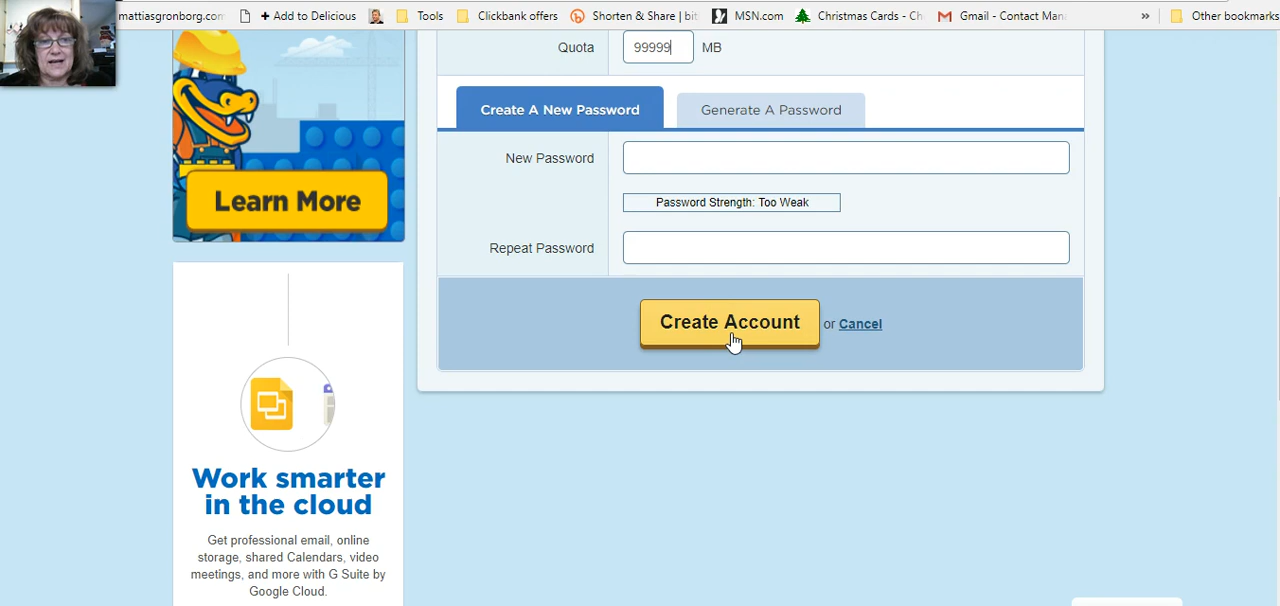 mattiasgronborg.com
+ Add to Delicious
Tools
Clickbank offers
Shorten & Share | bit
MSN.com
Christmas Cards - Ch
Gmail - Contact Man
»
Other bookmarks
Quota
99999
MB
Create A New Password
Generate A Password
New Password
Password Strength: Too Weak
Repeat Password
Create Account
or Cancel
Learn More
Work smarter
in the cloud
Get professional email, online
storage, shared Calendars, video
meetings, and more with G Suite by
Google Cloud.